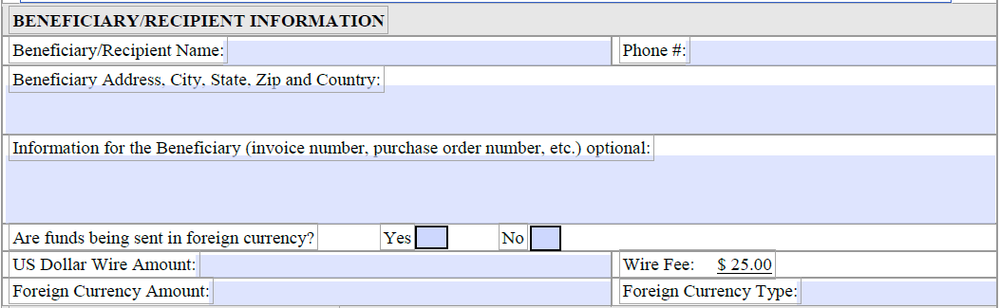 BENEFICIARY/RECIPIENT INFORMATION
Beneficiary/Recipient Name: Phone #:
Beneficiary Address, City, State, Zip and Country:
Information for the Beneficiary (invoice number, purchase order number, etc.) optional:
Are funds being sent in foreign currency? Yes No
US Dollar Wire Amount: Wire Fee: $ 25.00
Foreign Currency Amount: Foreign Currency Type: